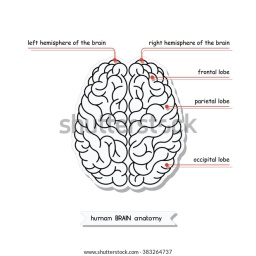 left hemisphere of the brain
right hemisphere of the brain
frontal lobe
parietal lobe
shutterstock
occipital lobe
human BRAIN anatomy
www.shutterstock.com · 383264737